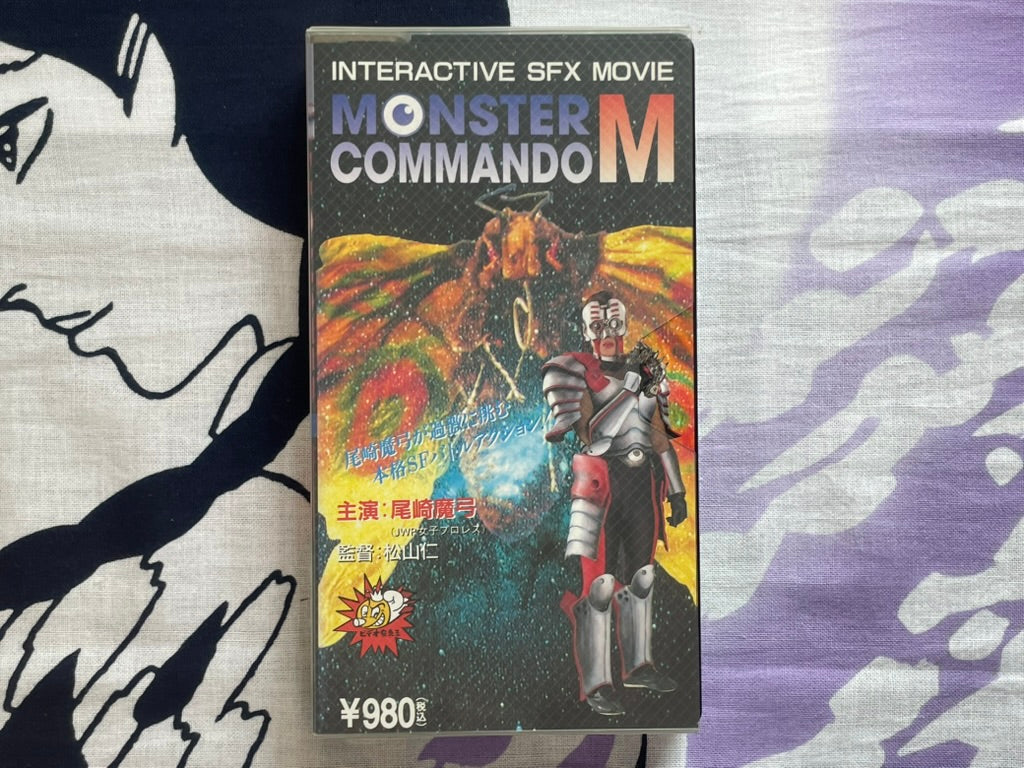 INTERACTIVE SFX MOVIE
MONSTER
COMMANDO M
尾崎魔弓が過激に挑む
本格SFバトルアクション!!
主演:尾崎魔弓
(JWP女子プロレス
監督:松山仁
¥980(税込)